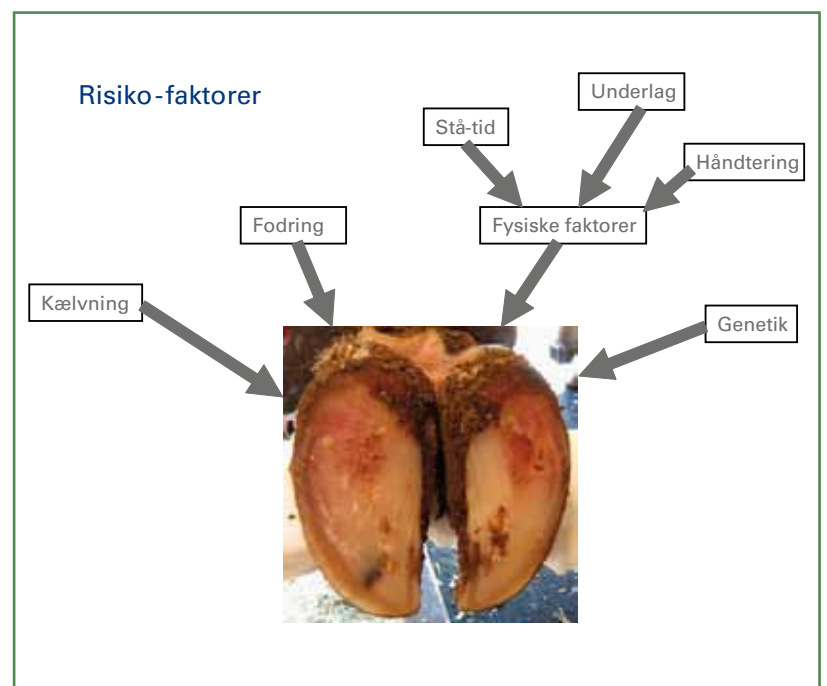 Risiko-faktorer
Underlag
Stå-tid
Håndtering
Fodring
Fysiske faktorer
Kælvning
Genetik